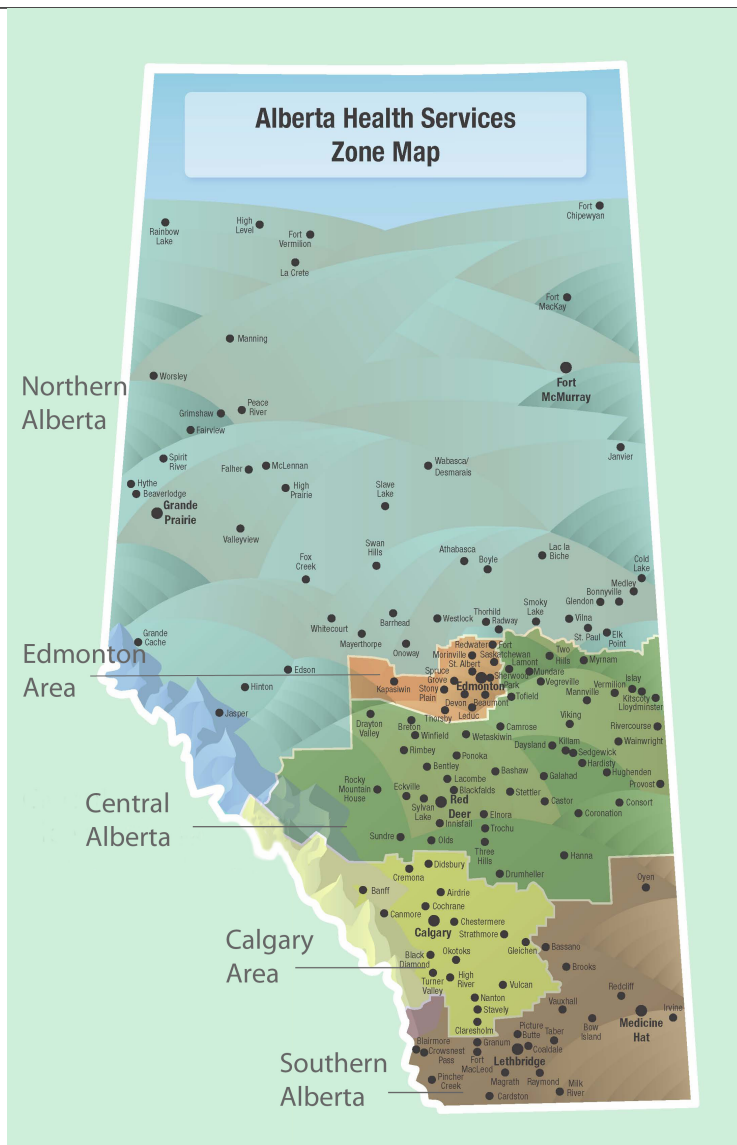 Alberta Health Services
Zone Map
Fort
Chipewyan
Rainbow
Lake
High
Level
Fort
Vermilion
La Crete
Fort
MacKay
Manning
Fort
McMurray
Worsley
Northern
Alberta
Peace
River
Grimshaw
Fairview
Janvier
Spirit
River
Falher
McLennan
Wabasca/
Desmarais
Hythe
Beaverlodge
High
Prairie
Slave
Lake
Grande
Prairie
Valleyview
Swan
Hills
Fox
Creek
Athabasca
Boyle
Lac la
Biche
Cold
Lake
Medley
Bonnyville
Glendon
Whitecourt
Barrhead
Westlock
Thorhild
Radway
Smoky
Lake
Vilna
St. Paul
Elk
Point
Mayerthorpe
Onoway
Grande
Cache
Edmonton
Area
Edson
Hinton
Jasper
Redwater
Fort
Saskatchewan
Morinville
St. Albert
Spruce
Grove
Stony
Plain
Kapaswin
Edmonton
Sherwood
Park
Devon
Beaumont
Leduc
Thorsby
Lamont
Mundare
Two
Hills
Myrnam
Vegreville
Tofield
Mannville
Vermilion
Islay
Kitscoty
Lloydminster
Drayton
Valley
Breton
Winfield
Wetaskiwin
Camrose
Viking
Rivercourse
Wainwright
Daysland
Killam
Sedgewick
Hardisty
Hughenden
Rimbey
Ponoka
Bentley
Bashaw
Galahad
Provost
Rocky
Mountain
House
Eckville
Lacombe
Blackfalds
Stettler
Castor
Consort
Coronation
Sylvan
Lake
Red
Deer
Elnora
Central
Alberta
Innisfail
Trochu
Sundre
Olds
Three
Hills
Hanna
Didsbury
Cremona
Drumheller
Oyen
Banff
Airdrie
Canmore
Cochrane
Chestermere
Calgary
Strathmore
Calgary
Area
Gleichen
Bassano
Black
Diamond
Okotoks
Brooka
Turner
Valley
High
River
Vulcan
Redcliff
Nanton
Stavely
Vauxhall
Irvine
Medicine
Hat
Claresholm
Bow
Island
Picture
Butte
Taber
Blairmore
Crowsnest
Pass
Granum
Fort
MacLeod
Coaldale
Lethbridge
Southern
Alberta
Pincher
Creek
Magrath
Raymond
Milk
River
Cardston